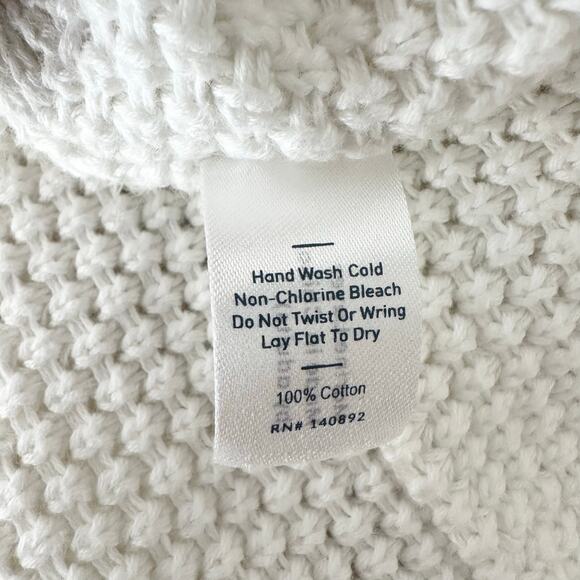 Hand Wash Cold
Non-Chlorine Bleach
Do Not Twist Or Wring
Lay Flat To Dry
100% Cotton
RN# 140892